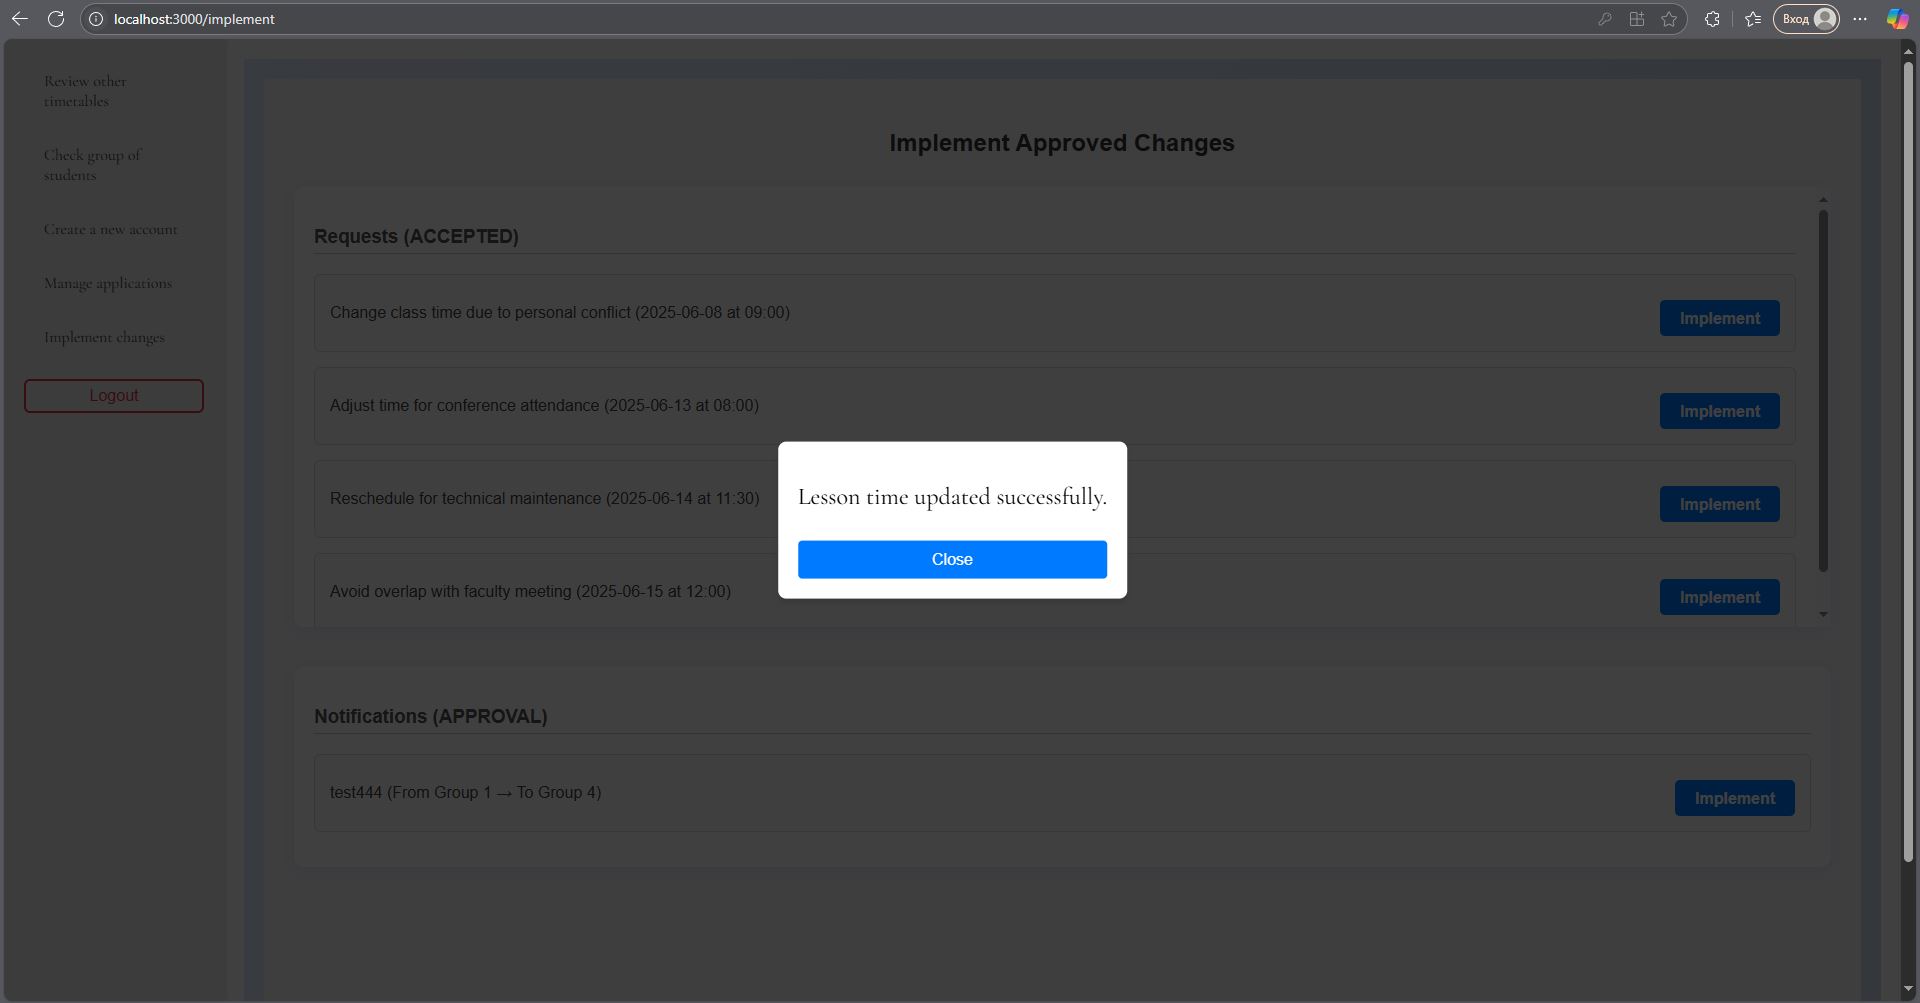 localhost:3000/implement
Вход
Review other
timetables
Check group of
students
Create a new account
Manage applications
Implement changes
Logout
Implement Approved Changes
Requests (ACCEPTED)
Change class time due to personal conflict (2025-06-08 at 09:00)
Implement
Adjust time for conference attendance (2025-06-13 at 08:00)
Implement
Reschedule for technical maintenance (2025-06-14 at 11:30)
Implement
Avoid overlap with faculty meeting (2025-06-15 at 12:00)
Implement
Lesson time updated successfully.
Close
Notifications (APPROVAL)
test444 (From Group 1 → To Group 4)
Implement